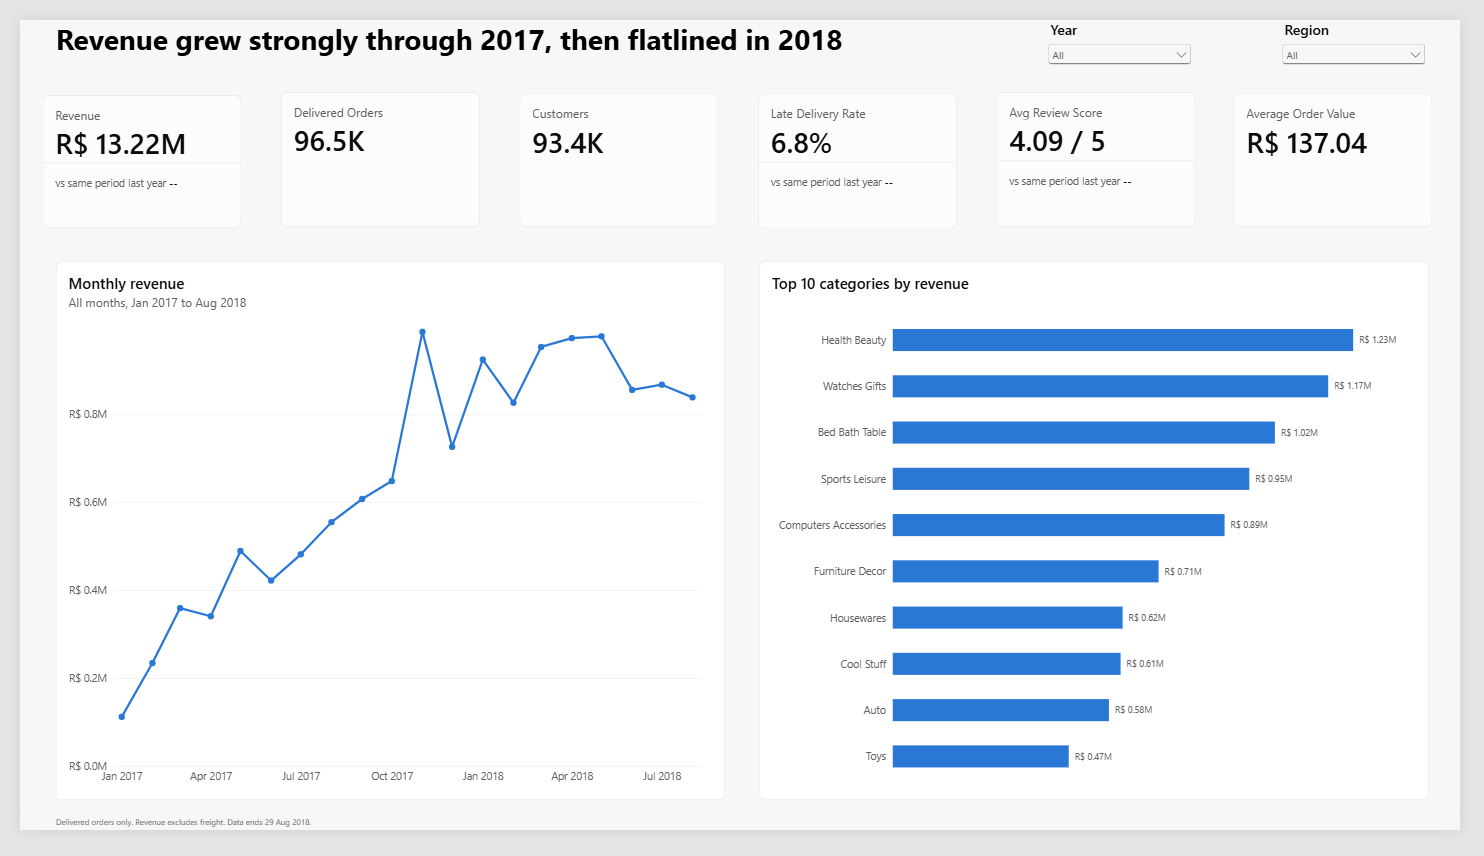 Revenue grew strongly through 2017, then flatlined in 2018
Year
All
Region
All
Revenue
R$ 13.22M
vs same period last year --
Delivered Orders
96.5K
Customers
93.4K
Late Delivery Rate
6.8%
vs same period last year --
Avg Review Score
4.09 / 5
vs same period last year --
Average Order Value
R$ 137.04
Monthly revenue
All months, Jan 2017 to Aug 2018
R$ 0.8M
R$ 0.6M
R$ 0.4M
R$ 0.2M
R$ 0.0M
Jan 2017
Apr 2017
Jul 2017
Oct 2017
Jan 2018
Apr 2018
Jul 2018
Top 10 categories by revenue
Health Beauty R$ 1.23M
Watches Gifts R$ 1.17M
Bed Bath Table R$ 1.02M
Sports Leisure R$ 0.95M
Computers Accessories R$ 0.89M
Furniture Decor R$ 0.71M
Housewares R$ 0.62M
Cool Stuff R$ 0.61M
Auto R$ 0.58M
Toys R$ 0.47M
Delivered orders only. Revenue excludes freight. Data ends 29 Aug 2018.